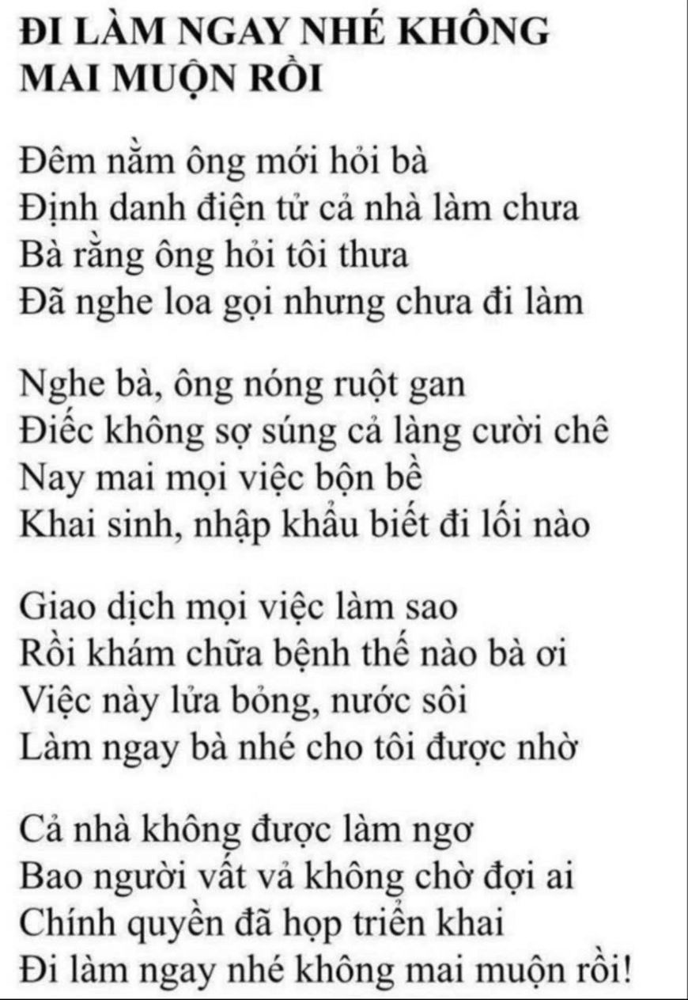 ĐI LÀM NGAY NHÉ KHÔNG
MAI MUỘN RỒI
Đêm nằm ông mới hỏi bà
Định danh điện tử cả nhà làm chưa
Bà rằng ông hỏi tôi thưa
Đã nghe loa gọi nhưng chưa đi làm
Nghe bà, ông nóng ruột gan
Điếc không sợ súng cả làng cười chê
Nay mai mọi việc bộn bề
Khai sinh, nhập khẩu biết đi lối nào
Giao dịch mọi việc làm sao
Rồi khám chữa bệnh thế nào bà ơi
Việc này lửa bỏng, nước sôi
Làm ngay bà nhé cho tôi được nhờ
Cả nhà không được làm ngơ
Bao người vất vả không chờ đợi ai
Chính quyền đã họp triển khai
Đi làm ngay nhé không mai muộn rồi!